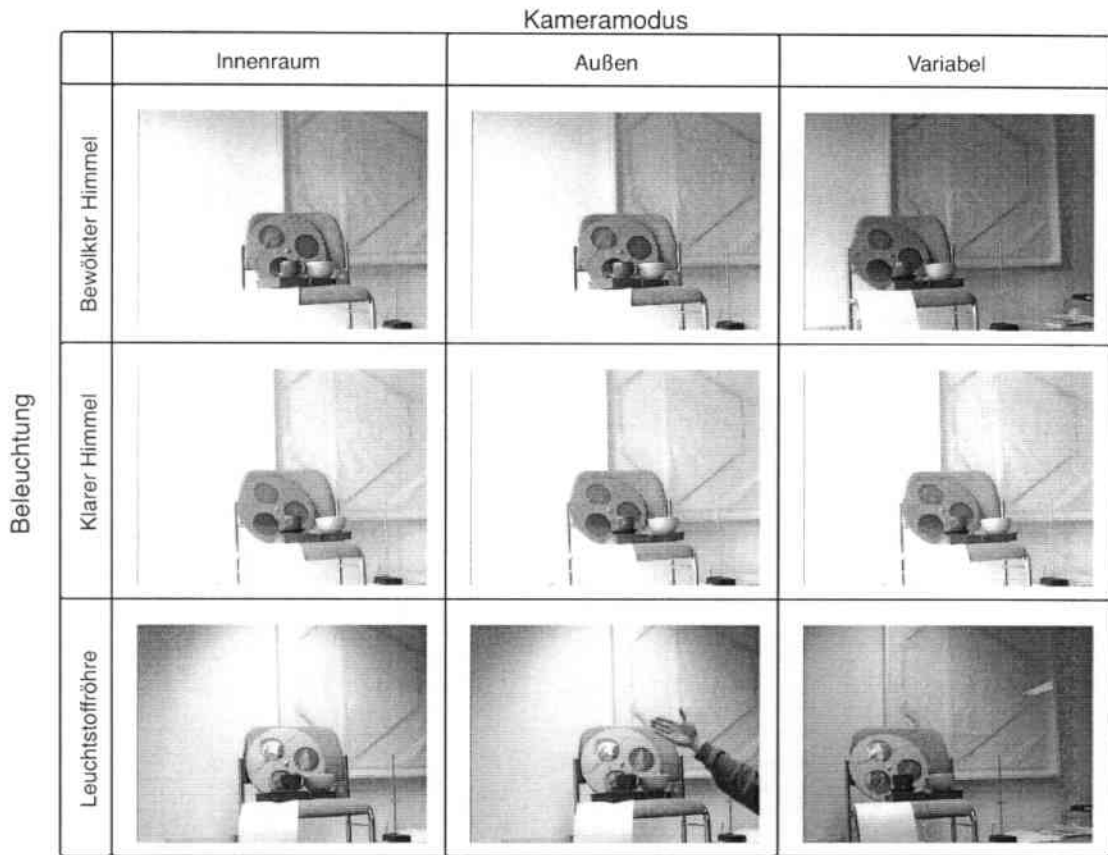 Kameramodus
Innenraum
Außen
Variabel
Beleuchtung
Bewölkter Himmel
Klarer Himmel
Leuchtstoffröhre